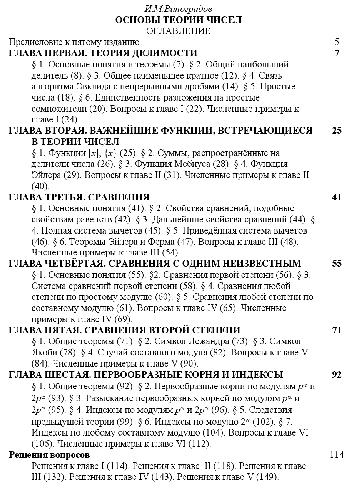 И.М.Виноградов
ОСНОВЫ ТЕОРИИ ЧИСЕЛ
ОГЛАВЛЕНИЕ
Предисловие к пятому изданию 5
ГЛАВА ПЕРВАЯ. ТЕОРИЯ ДЕЛИМОСТИ 7
§ 1. Основные понятия и теоремы (7). § 2. Общий наибольший
делитель (8). § 3. Общее наименьшее кратное (12). § 4. Связь
алгоритма Евклида с непрерывными дробями (14). § 5. Простые
числа (18). § 6. Единственность разложения на простые
сомножители (20). Вопросы к главе I (22). Численные примеры к
главе I (24).
ГЛАВА ВТОРАЯ. ВАЖНЕЙШИЕ ФУНКЦИИ, ВСТРЕЧАЮЩИЕСЯ 25
В ТЕОРИИ ЧИСЕЛ
§ 1. Функции [x], {x} (25). § 2. Суммы, распространённые на
делители числа (26). § 3. Функция Мёбиуса (28). § 4. Функция
Эйлера (29). Вопросы к главе II (31). Численные примеры к главе II
(40).
ГЛАВА ТРЕТЬЯ. СРАВНЕНИЯ 41
§ 1. Основные понятия (41). § 2. Свойства сравнений, подобные
свойствам равенств (42). § 3. Дальнейшие свойства сравнений (44). §
4. Полная система вычетов (45). § 5. Приведённая система вычетов
(46). § 6. Теоремы Эйлера и Ферма (47). Вопросы к главе III (48).
Численные примеры к главе III (54).
ГЛАВА ЧЕТВЁРТАЯ. СРАВНЕНИЯ С ОДНИМ НЕИЗВЕСТНЫМ 55
§ 1. Основные понятия (55). §2. Сравнения первой степени (56). § 3.
Система сравнений первой степени (58). § 4. Сравнения любой
степени по простому модулю (60). § 5. Сравнения любой степени по
составному модулю (61). Вопросы к главе IV (65). Численные
примеры к главе IV (69).
ГЛАВА ПЯТАЯ. СРАВНЕНИЯ ВТОРОЙ СТЕПЕНИ 71
§ 1. Общие теоремы (71). § 2. Символ Лежандра (73). § 3. Символ
Якоби (78). § 4. Случай составного модуля (82). Вопросы к главе V
(84). Численные примеры к главе V (90).
ГЛАВА ШЕСТАЯ. ПЕРВООБРАЗНЫЕ КОРНИ И ИНДЕКСЫ 92
§ 1. Общие теоремы (92). § 2. Первообразные корни по модулям pᵅ и
2pᵅ (93). § 3. Разыскание первообразных корней по модулям pᵅ и
2pᵅ (95). § 4. Индексы по модулям pᵅ и 2pᵅ (96). § 5. Следствия
предыдущей теории (99). § 6. Индексы по модулю 2ᵅ (102). § 7.
Индексы по любому составному модулю (104). Вопросы к главе VI
(106). Численные примеры к главе VI (112).
Решения вопросов 114
Решения к главе I (114). Решения к главе II (118). Решения к главе
III (132). Решения к главе IV (143). Решения к главе V (149).